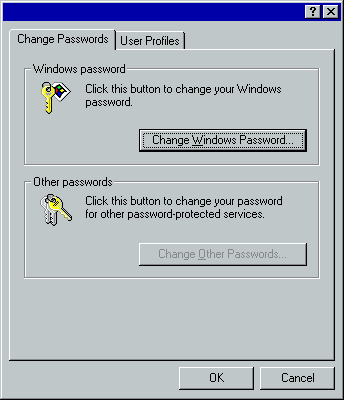 Change Passwords
User Profiles
Windows password
Click this button to change your Windows
password.
Change Windows Password...
Other passwords
Click this button to change your password
for other password-protected services.
Change Other Passwords...
OK
Cancel